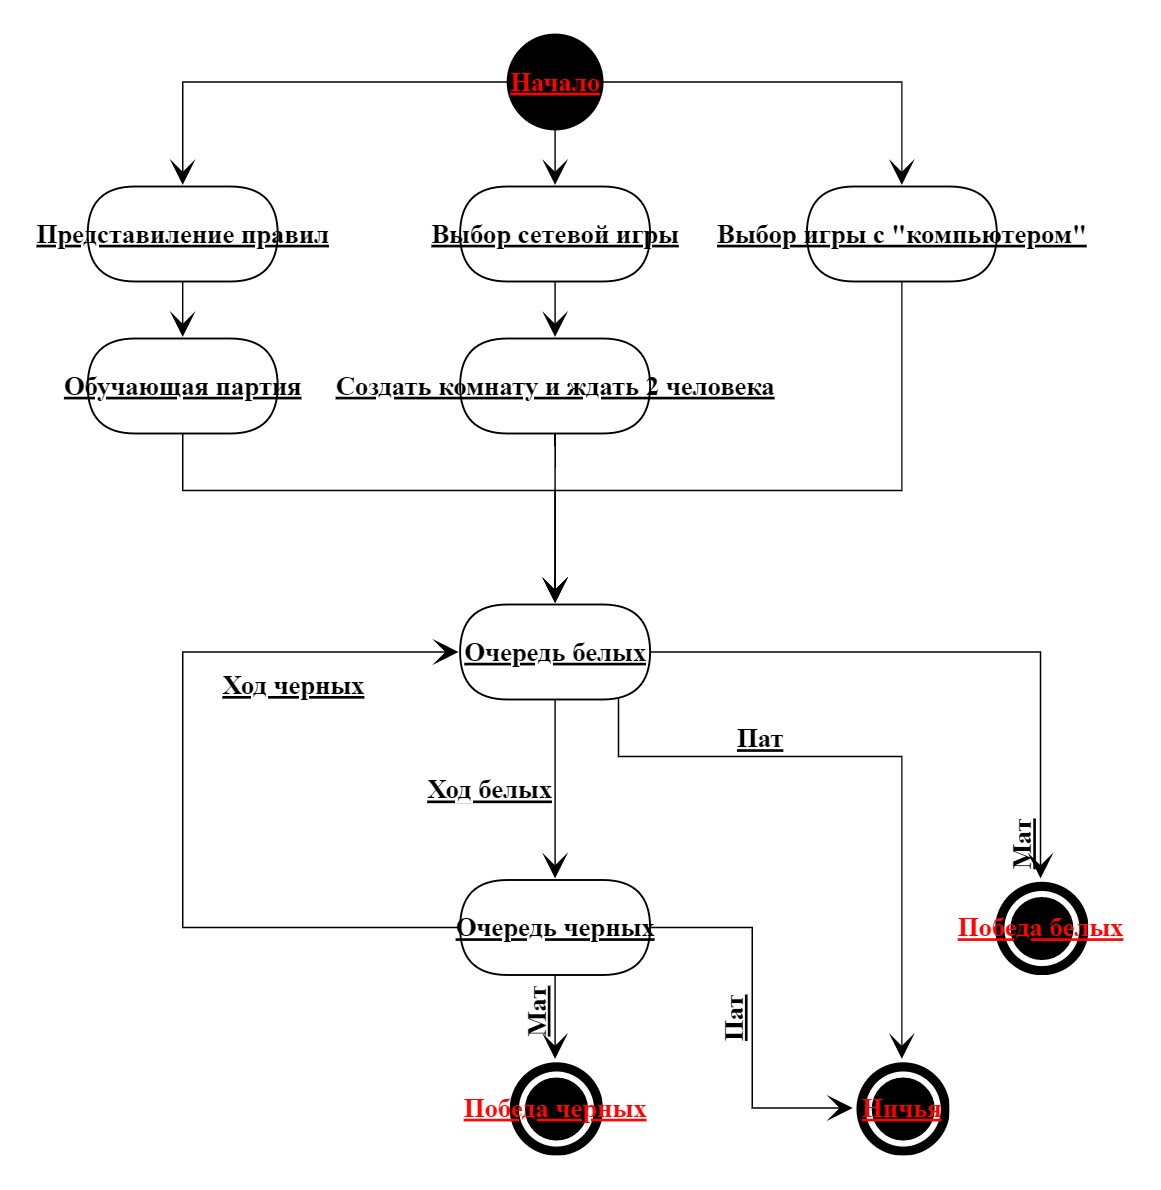 Начало
Представиление правил
Выбор сетевой игры
Выбор игры с "компьютером"
Обучающая партия
Создать комнату и ждать 2 человека
Очередь белых
Ход черных
Пат
Ход белых
Мат
Очередь черных
Победа белых
Мат
Пат
Победа черных
Ничья